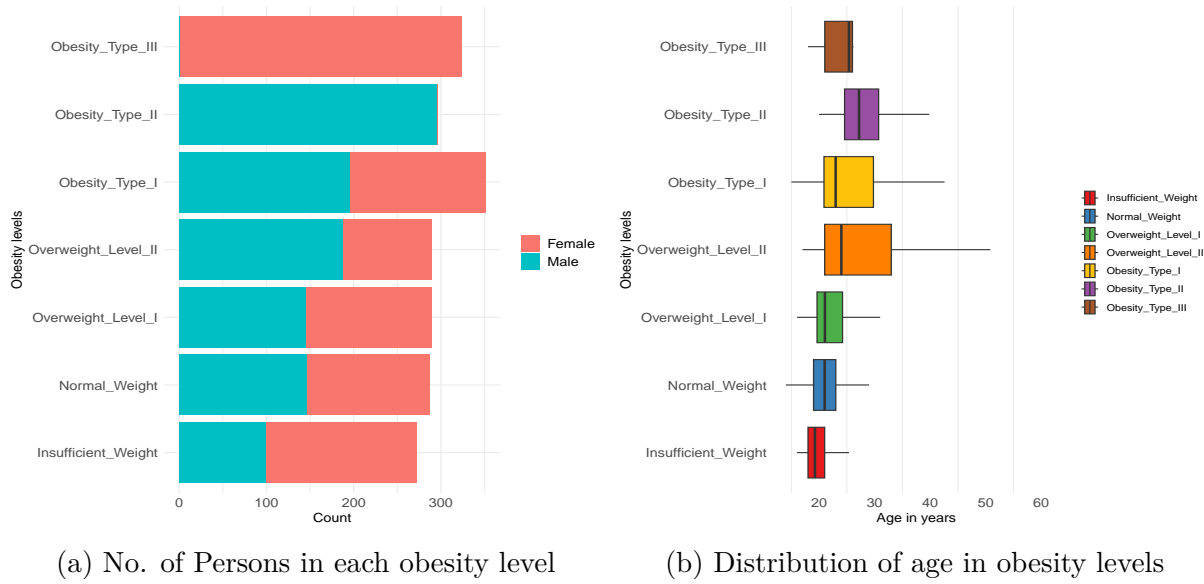 Obesity levels
Obesity_Type_III
Obesity_Type_II
Obesity_Type_I
Overweight_Level_II
Overweight_Level_I
Normal_Weight
Insufficient_Weight
0 100 200 300
Count
Female
Male
(a) No. of Persons in each obesity level
Obesity levels
Obesity_Type_III
Obesity_Type_II
Obesity_Type_I
Overweight_Level_II
Overweight_Level_I
Normal_Weight
Insufficient_Weight
20 30 40 50 60
Age in years
Insufficient_Weight
Normal_Weight
Overweight_Level_I
Overweight_Level_II
Obesity_Type_I
Obesity_Type_II
Obesity_Type_III
(b) Distribution of age in obesity levels